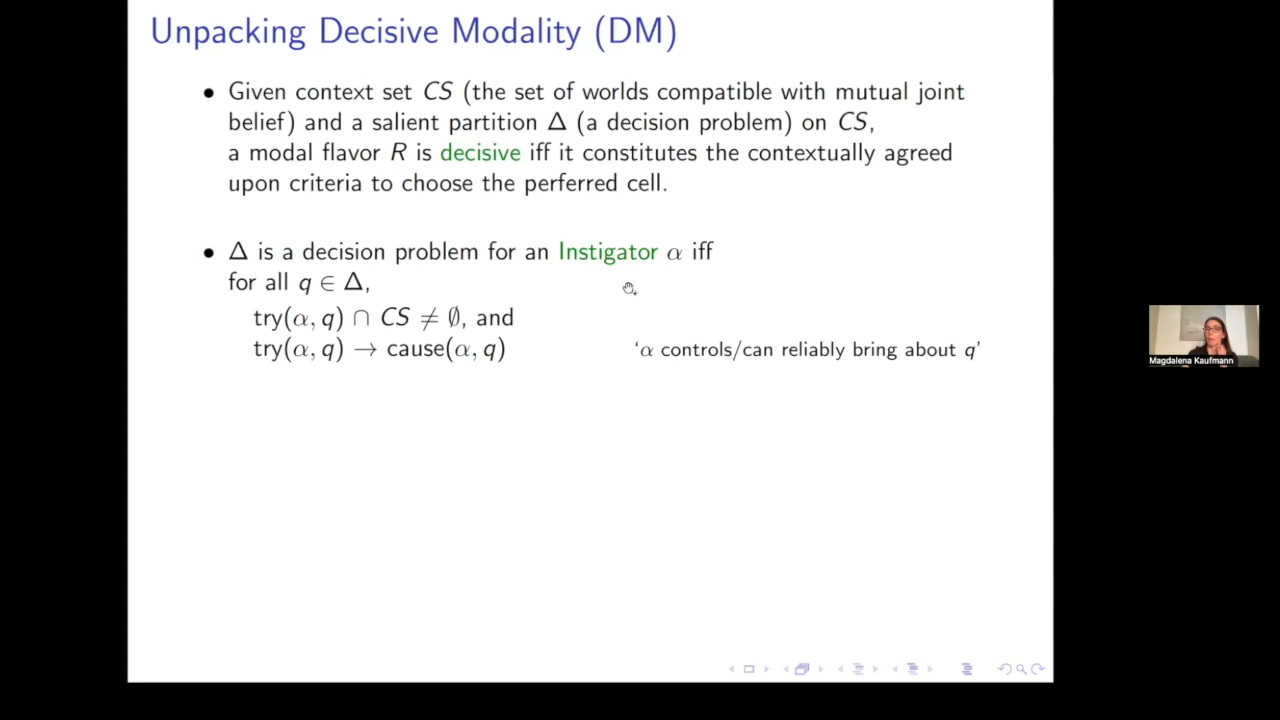 Unpacking Decisive Modality (DM)
• Given context set CS (the set of worlds compatible with mutual joint
belief) and a salient partition Δ (a decision problem) on CS,
a modal flavor R is decisive iff it constitutes the contextually agreed
upon criteria to choose the perferred cell.
• Δ is a decision problem for an Instigator α iff
for all q ∈ Δ,
try(α, q) ∩ CS ≠ ∅, and
try(α, q) → cause(α, q) ‘α controls/can reliably bring about q’
Magdalena Kaufmann